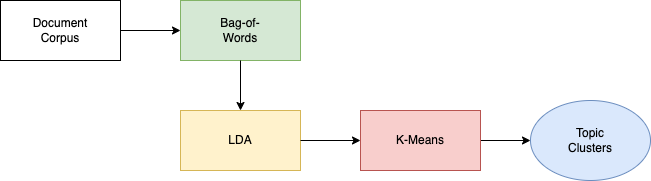 Document
Corpus
Bag-of-
Words
LDA
K-Means
Topic
Clusters